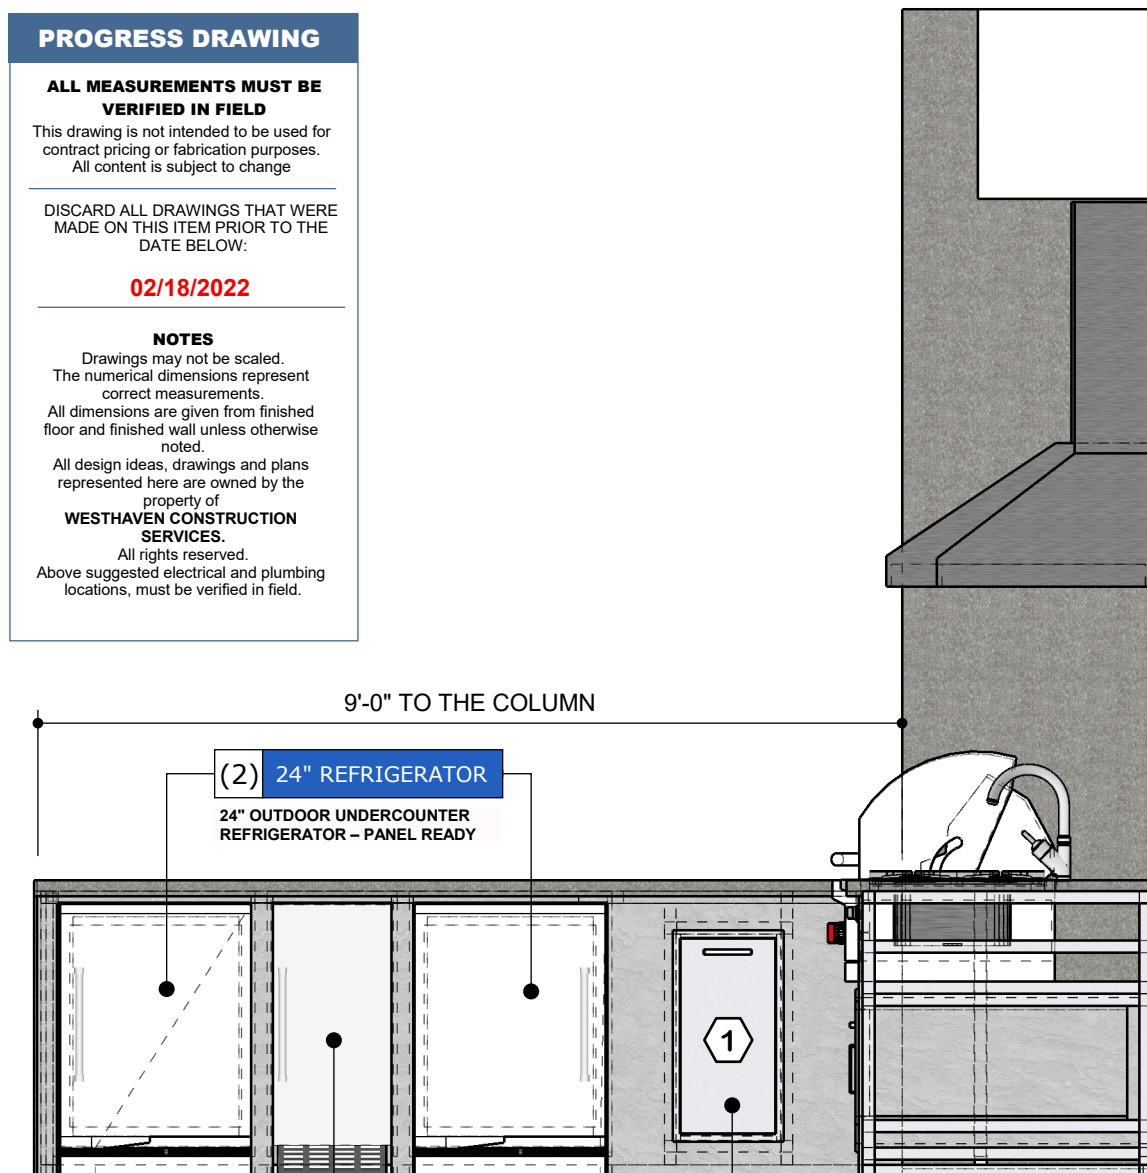 PROGRESS DRAWING
ALL MEASUREMENTS MUST BE
VERIFIED IN FIELD
This drawing is not intended to be used for
contract pricing or fabrication purposes.
All content is subject to change
DISCARD ALL DRAWINGS THAT WERE
MADE ON THIS ITEM PRIOR TO THE
DATE BELOW:
02/18/2022
NOTES
Drawings may not be scaled.
The numerical dimensions represent
correct measurements.
All dimensions are given from finished
floor and finished wall unless otherwise
noted.
All design ideas, drawings and plans
represented here are owned by the
property of
WESTHAVEN CONSTRUCTION
SERVICES.
All rights reserved.
Above suggested electrical and plumbing
locations, must be verified in field.
9'-0" TO THE COLUMN
(2) 24" REFRIGERATOR
24" OUTDOOR UNDERCOUNTER
REFRIGERATOR – PANEL READY
1